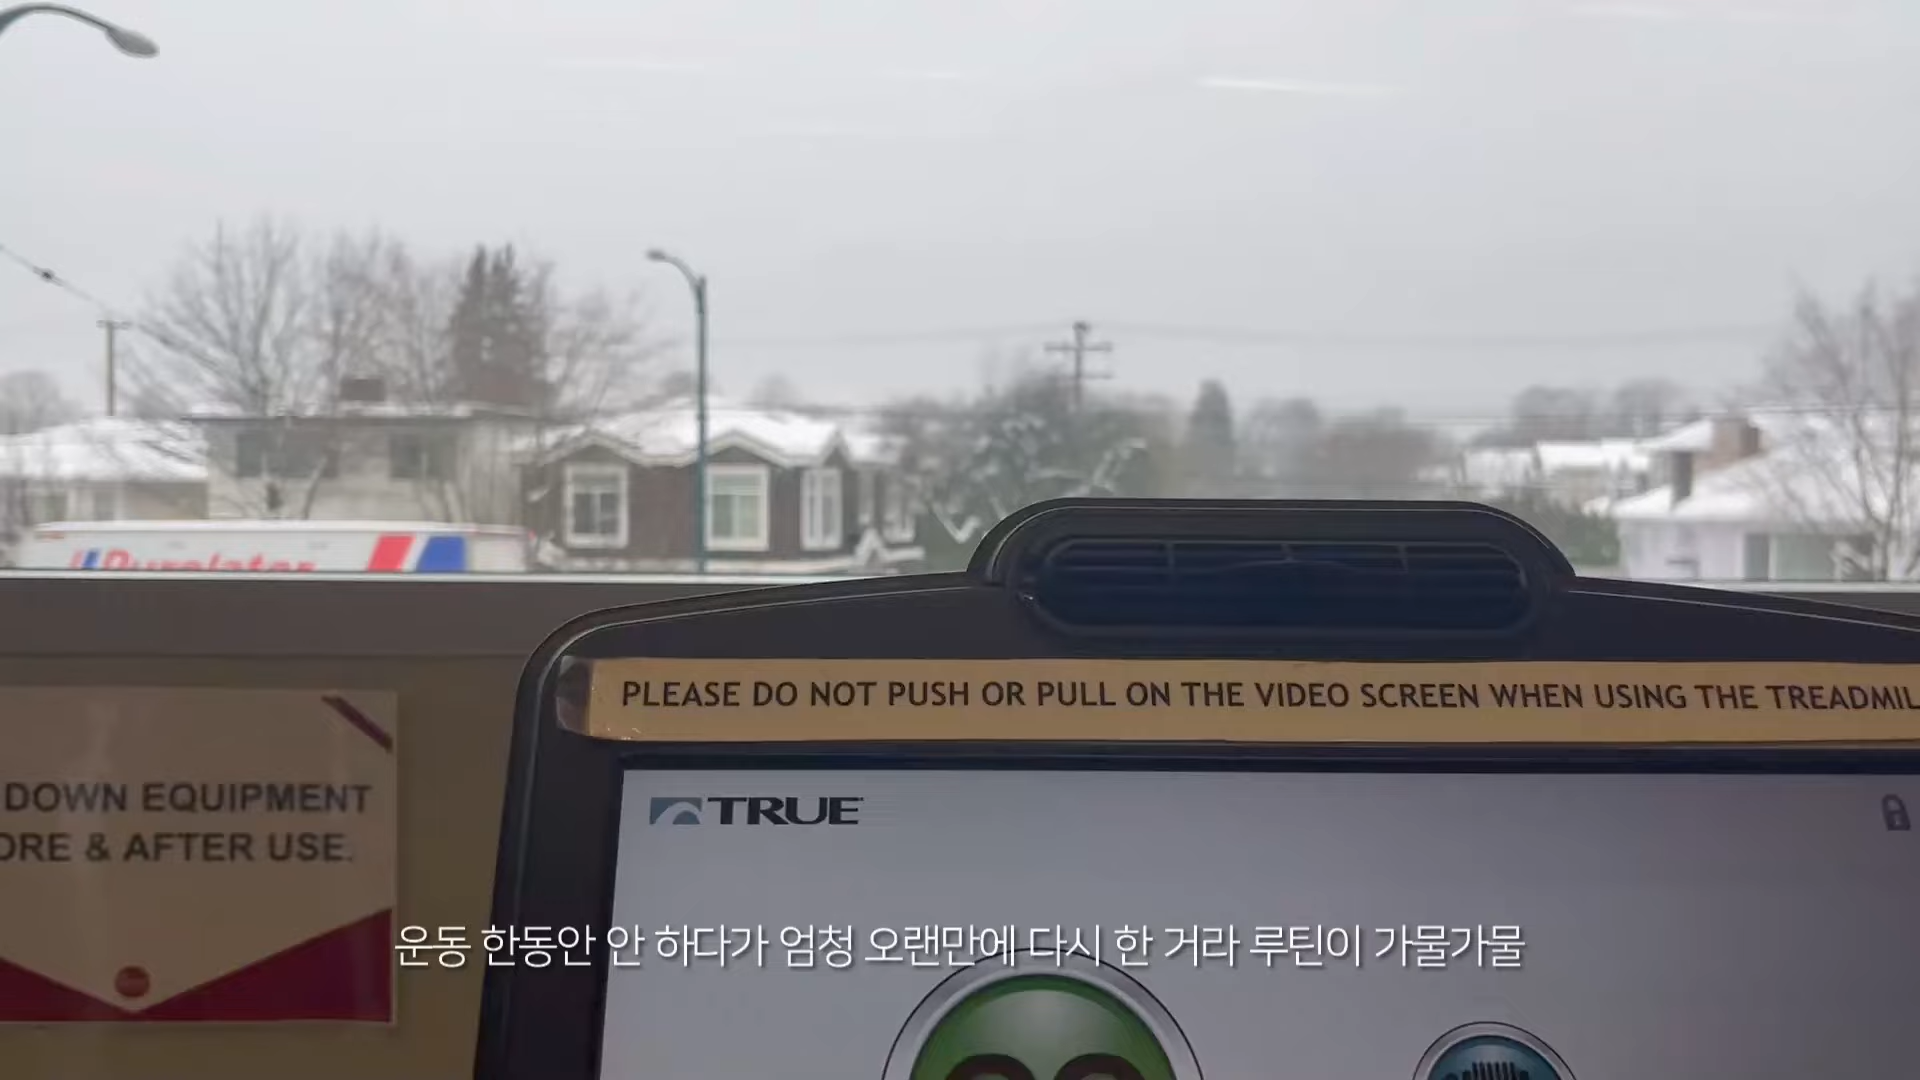 Purolator
PLEASE DO NOT PUSH OR PULL ON THE VIDEO SCREEN WHEN USING THE TREADMIL
DOWN EQUIPMENT
ORE & AFTER USE.
TRUE
운동 한동안 안 하다가 엄청 오랜만에 다시 한 거라 루틴이 가물가물